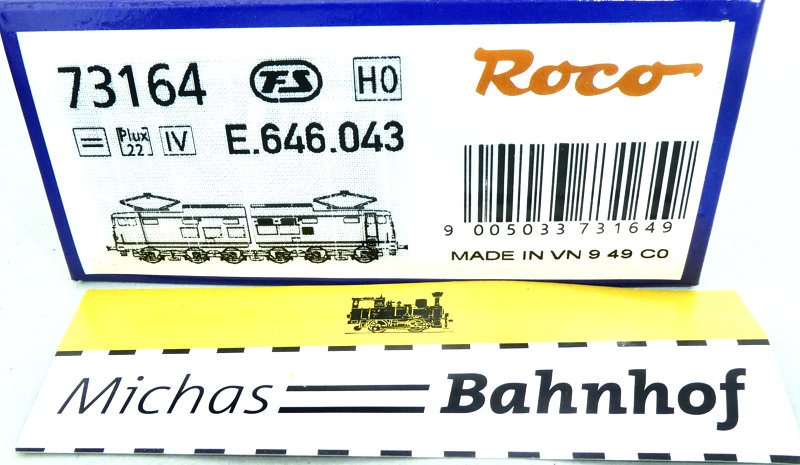 73164 FS H0 Roco
= Plux 22 IV E.646.043
9 005033 731649
MADE IN VN 9 49 C0
Michas Bahnhof